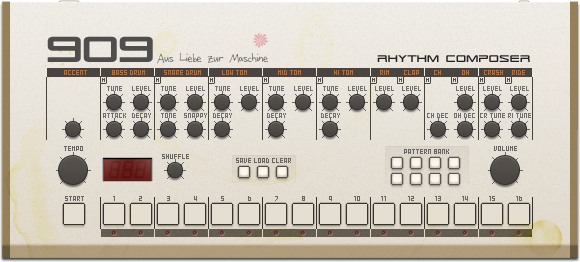 909
Aus Liebe zur Maschine
RHYTHM COMPOSER
ACCENT BASS DRUM SNARE DRUM LOW TOM MID TOM HI TOM RIM CLAP CH OH CRASH RIDE
M M M M M M M M M M
TUNE LEVEL TUNE LEVEL TUNE LEVEL TUNE LEVEL TUNE LEVEL LEVEL LEVEL LEVEL LEVEL LEVEL
ATTACK DECAY TONE SNAPPY DECAY DECAY DECAY CH DEC OH DEC CR TUNE RI TUNE
TEMPO SHUFFLE SAVE LOAD CLEAR PATTERN BANK VOLUME
START 1 2 3 4 5 6 7 8 9 10 11 12 13 14 15 16